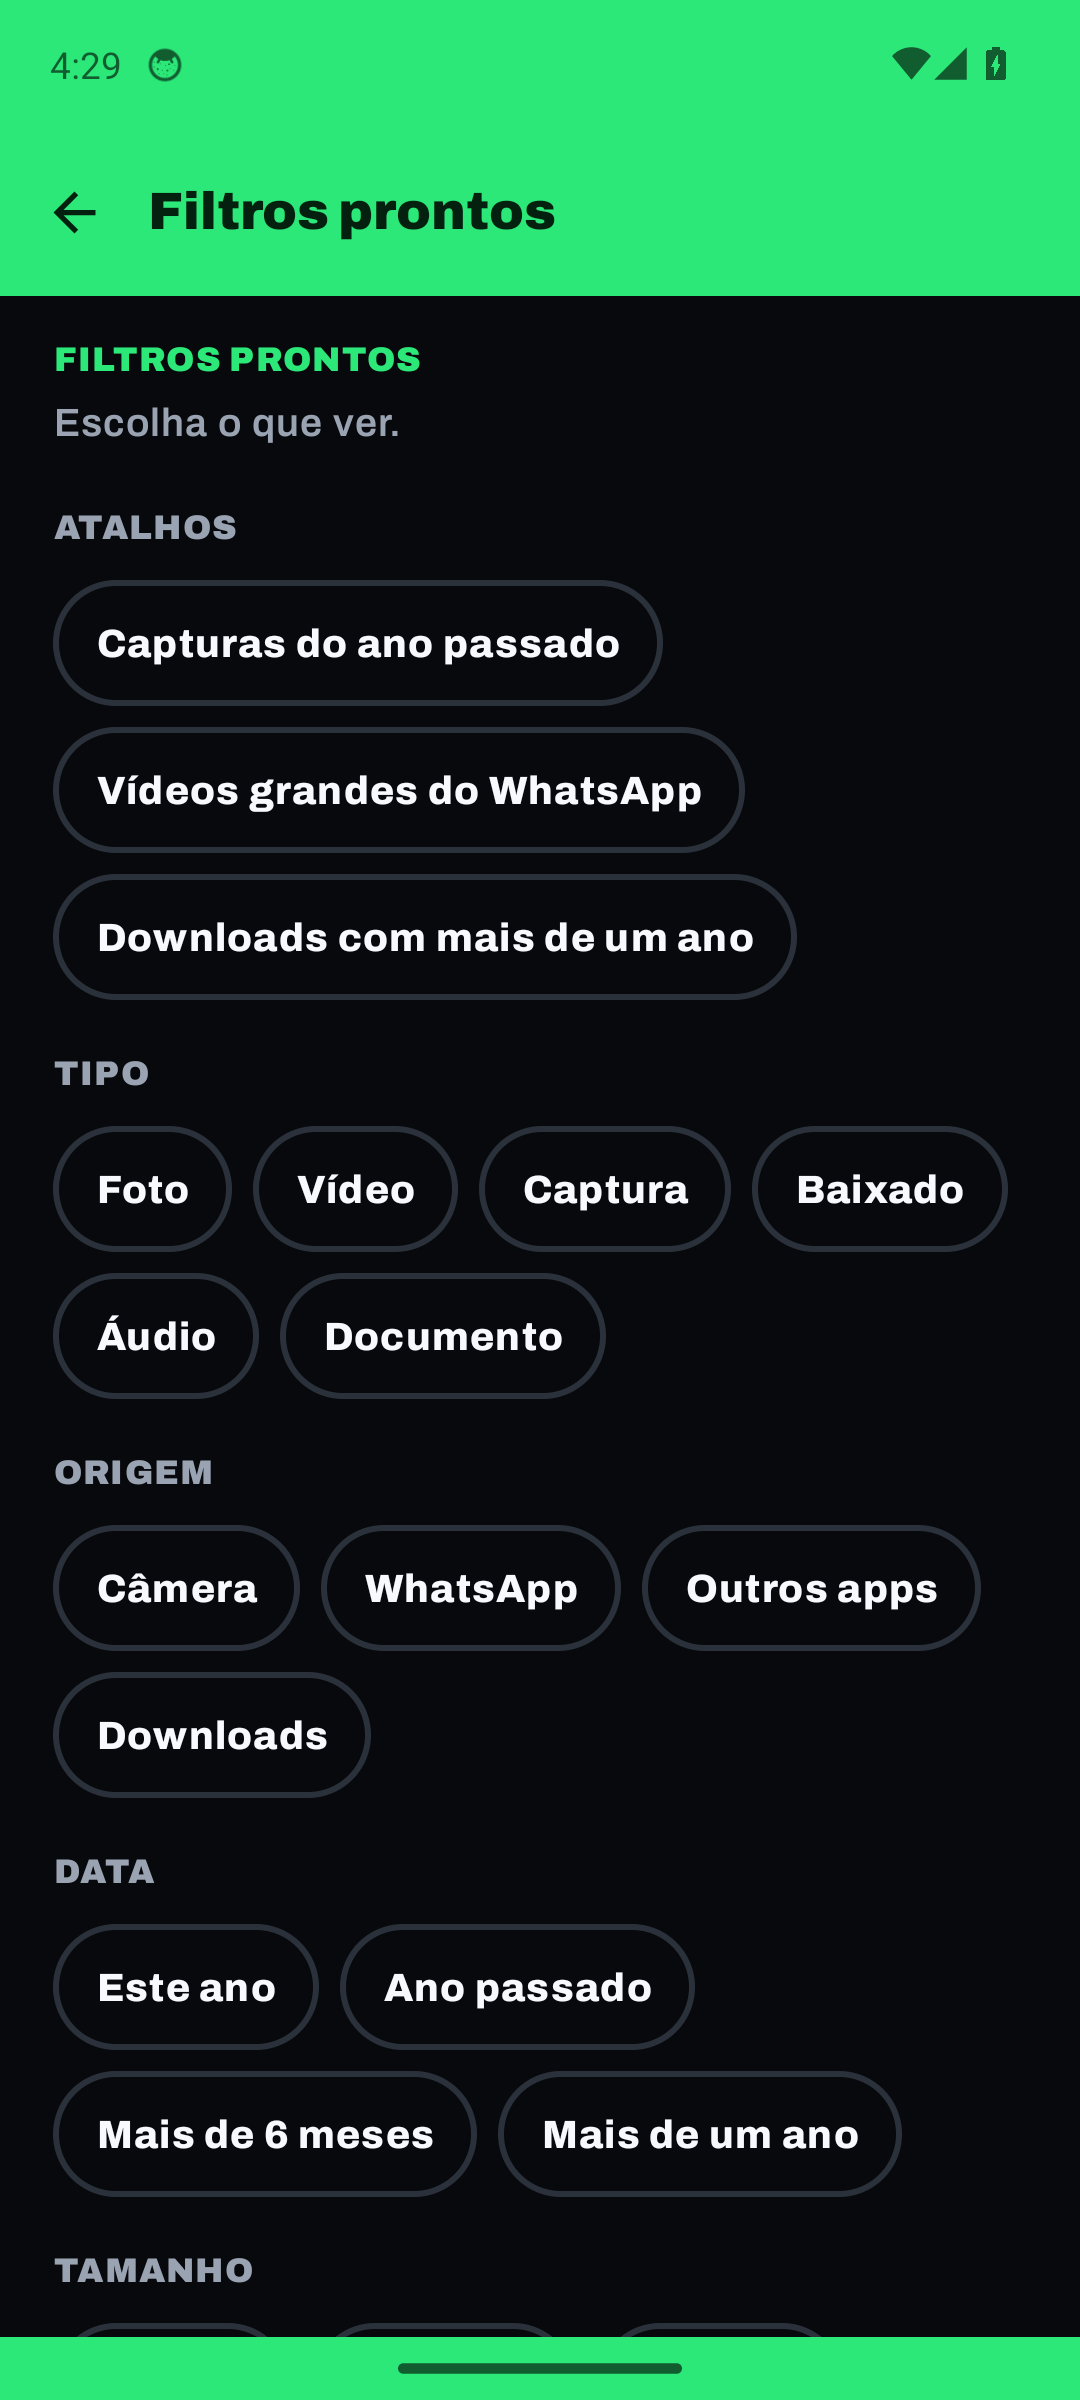 4:29
Filtros prontos
FILTROS PRONTOS
Escolha o que ver.
ATALHOS
Capturas do ano passado
Vídeos grandes do WhatsApp
Downloads com mais de um ano
TIPO
Foto Vídeo Captura Baixado
Áudio Documento
ORIGEM
Câmera WhatsApp Outros apps
Downloads
DATA
Este ano Ano passado
Mais de 6 meses Mais de um ano
TAMANHO